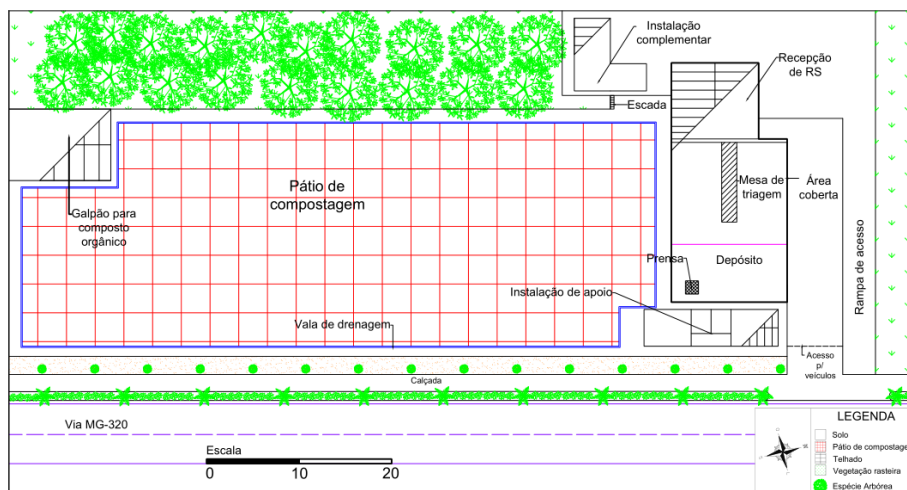 Instalação
complementar
Recepção
de RS
Escada
Pátio de
compostagem
Mesa de
triagem
Área
coberta
Galpão para
composto
orgânico
Prensa
Depósito
Instalação de apoio
Rampa de acesso
Vala de drenagem
Acesso
p/
veículos
Calçada
Via MG-320
Escala
0 10 20
LEGENDA
Solo
Pátio de compostage
Telhado
Vegetação rasteira
Espécie Arbórea